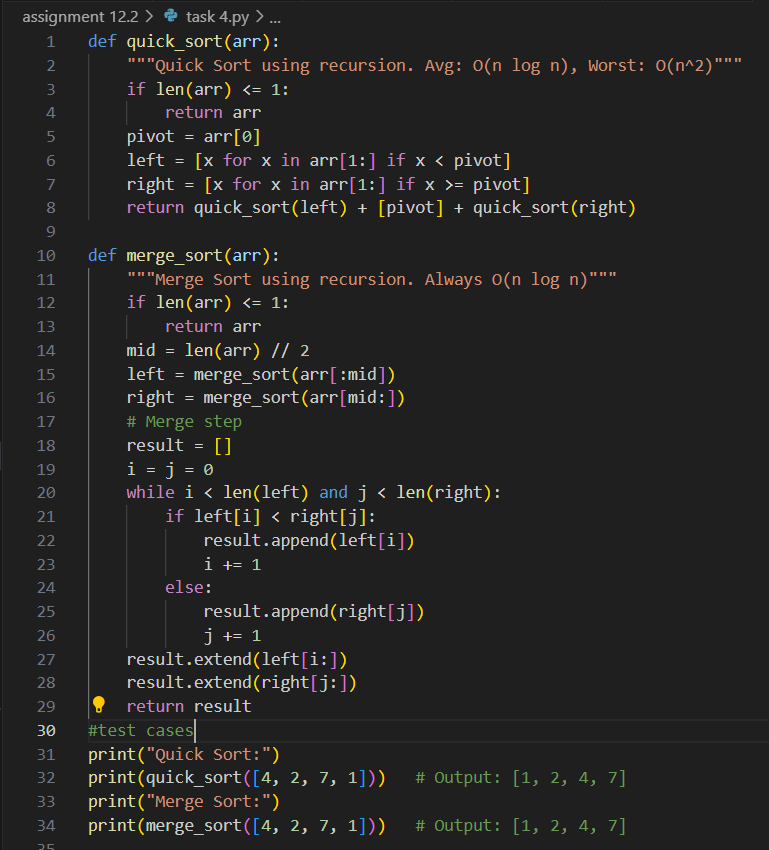 assignment 12.2 > task 4.py > ...
1 def quick_sort(arr):
2     """Quick Sort using recursion. Avg: O(n log n), Worst: O(n^2)"""
3     if len(arr) <= 1:
4         return arr
5     pivot = arr[0]
6     left = [x for x in arr[1:] if x < pivot]
7     right = [x for x in arr[1:] if x >= pivot]
8     return quick_sort(left) + [pivot] + quick_sort(right)
9
10 def merge_sort(arr):
11     """Merge Sort using recursion. Always O(n log n)"""
12     if len(arr) <= 1:
13         return arr
14     mid = len(arr) // 2
15     left = merge_sort(arr[:mid])
16     right = merge_sort(arr[mid:])
17     # Merge step
18     result = []
19     i = j = 0
20     while i < len(left) and j < len(right):
21         if left[i] < right[j]:
22             result.append(left[i])
23             i += 1
24         else:
25             result.append(right[j])
26             j += 1
27     result.extend(left[i:])
28     result.extend(right[j:])
29     return result
30 #test cases
31 print("Quick Sort:")
32 print(quick_sort([4, 2, 7, 1]))   # Output: [1, 2, 4, 7]
33 print("Merge Sort:")
34 print(merge_sort([4, 2, 7, 1]))   # Output: [1, 2, 4, 7]
35